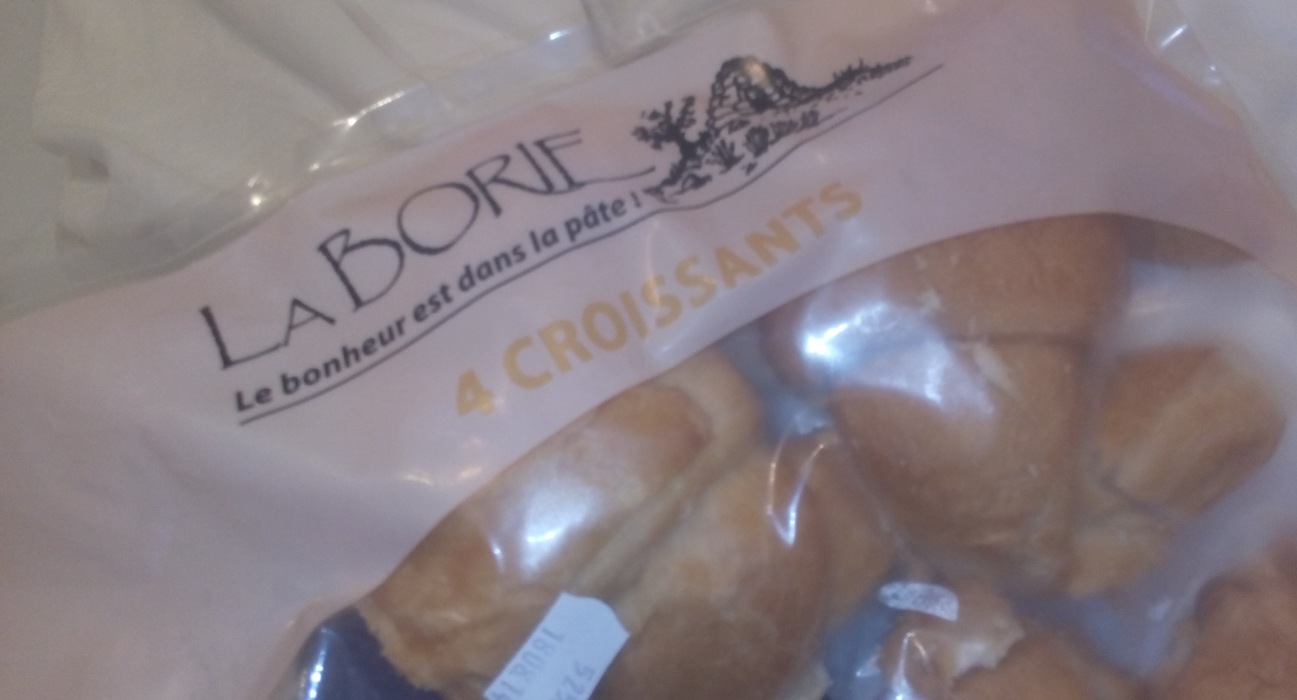 LA BORIE
Le bonheur est dans la pâte !
4 CROISSANTS